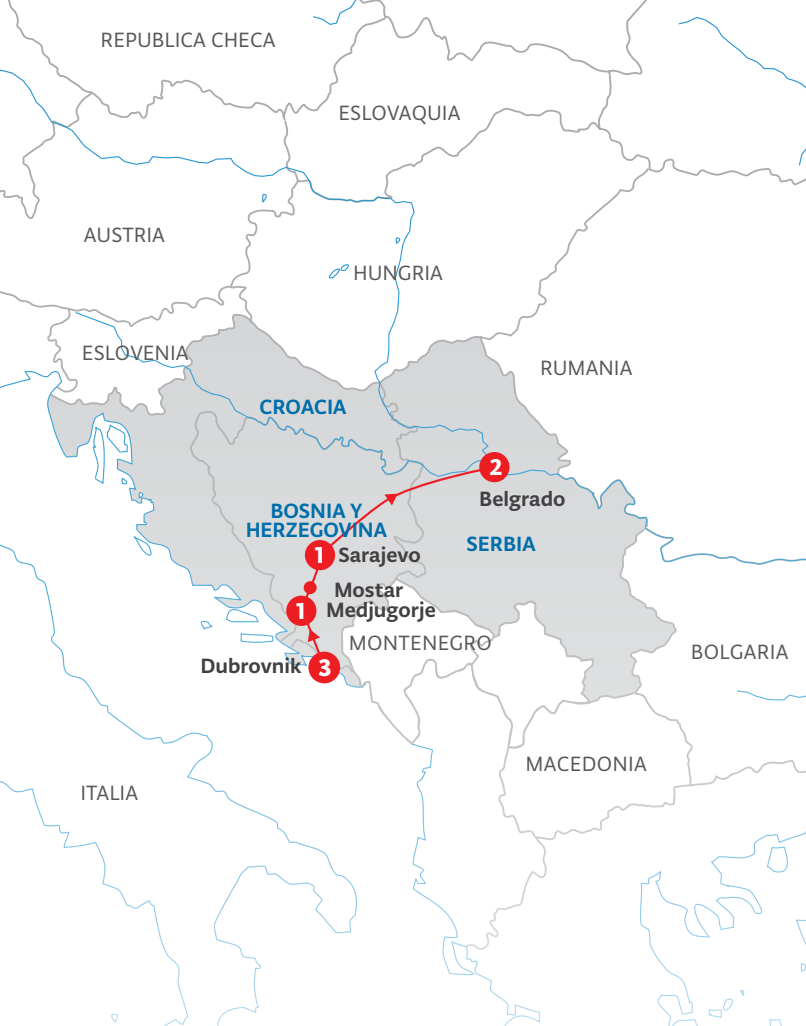 REPUBLICA CHECA
ESLOVAQUIA
AUSTRIA
HUNGRIA
ESLOVENIA
RUMANIA
CROACIA
2
Belgrado
BOSNIA Y
HERZEGOVINA
SERBIA
1 Sarajevo
Mostar
1 Medjugorje
MONTENEGRO
BOLGARIA
Dubrovnik 3
MACEDONIA
ITALIA